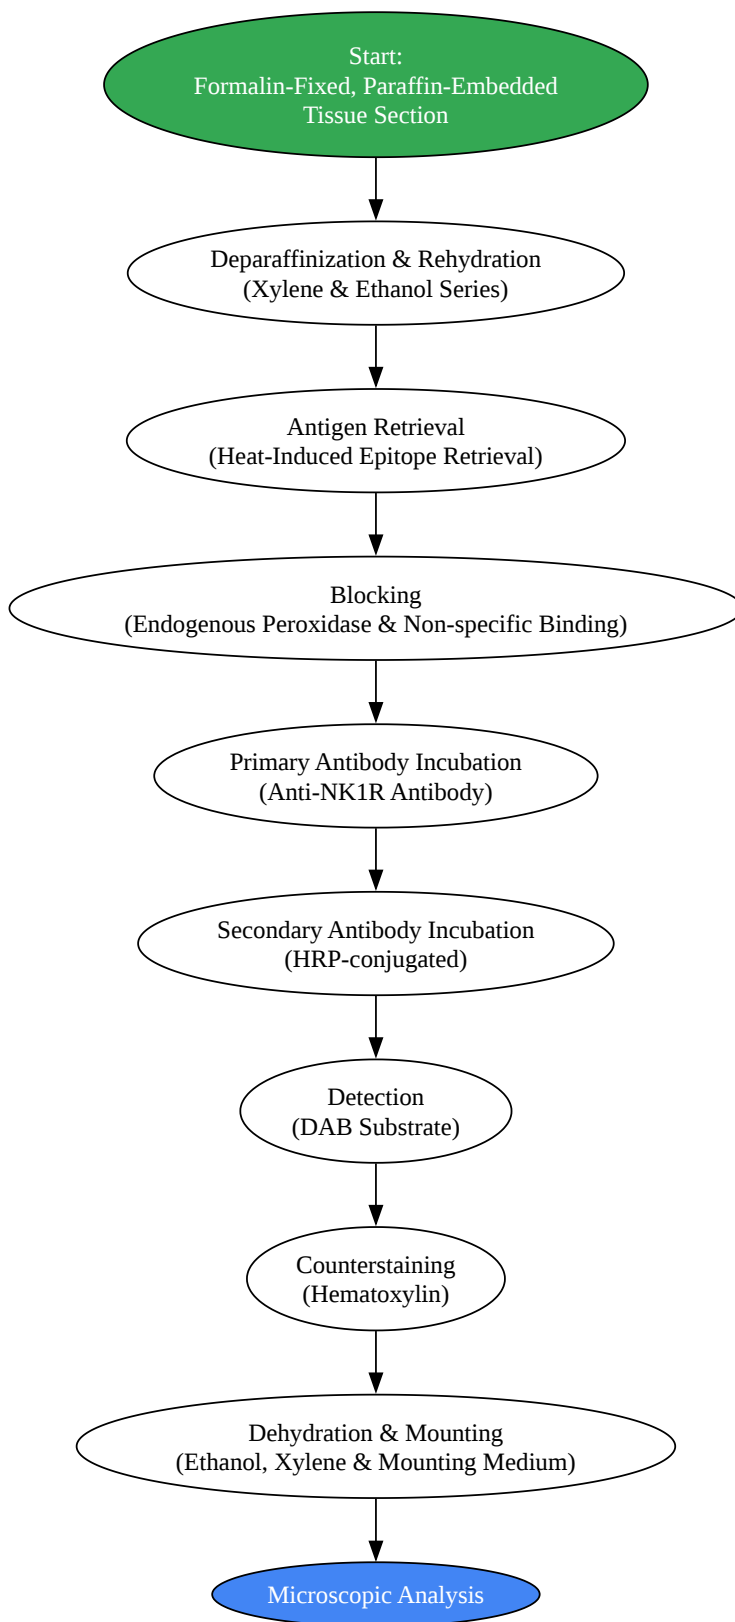 Start:
Formalin-Fixed, Paraffin-Embedded
Tissue Section
Deparaffinization & Rehydration
(Xylene & Ethanol Series)
Antigen Retrieval
(Heat-Induced Epitope Retrieval)
Blocking
(Endogenous Peroxidase & Non-specific Binding)
Primary Antibody Incubation
(Anti-NK1R Antibody)
Secondary Antibody Incubation
(HRP-conjugated)
Detection
(DAB Substrate)
Counterstaining
(Hematoxylin)
Dehydration & Mounting
(Ethanol, Xylene & Mounting Medium)
Microscopic Analysis